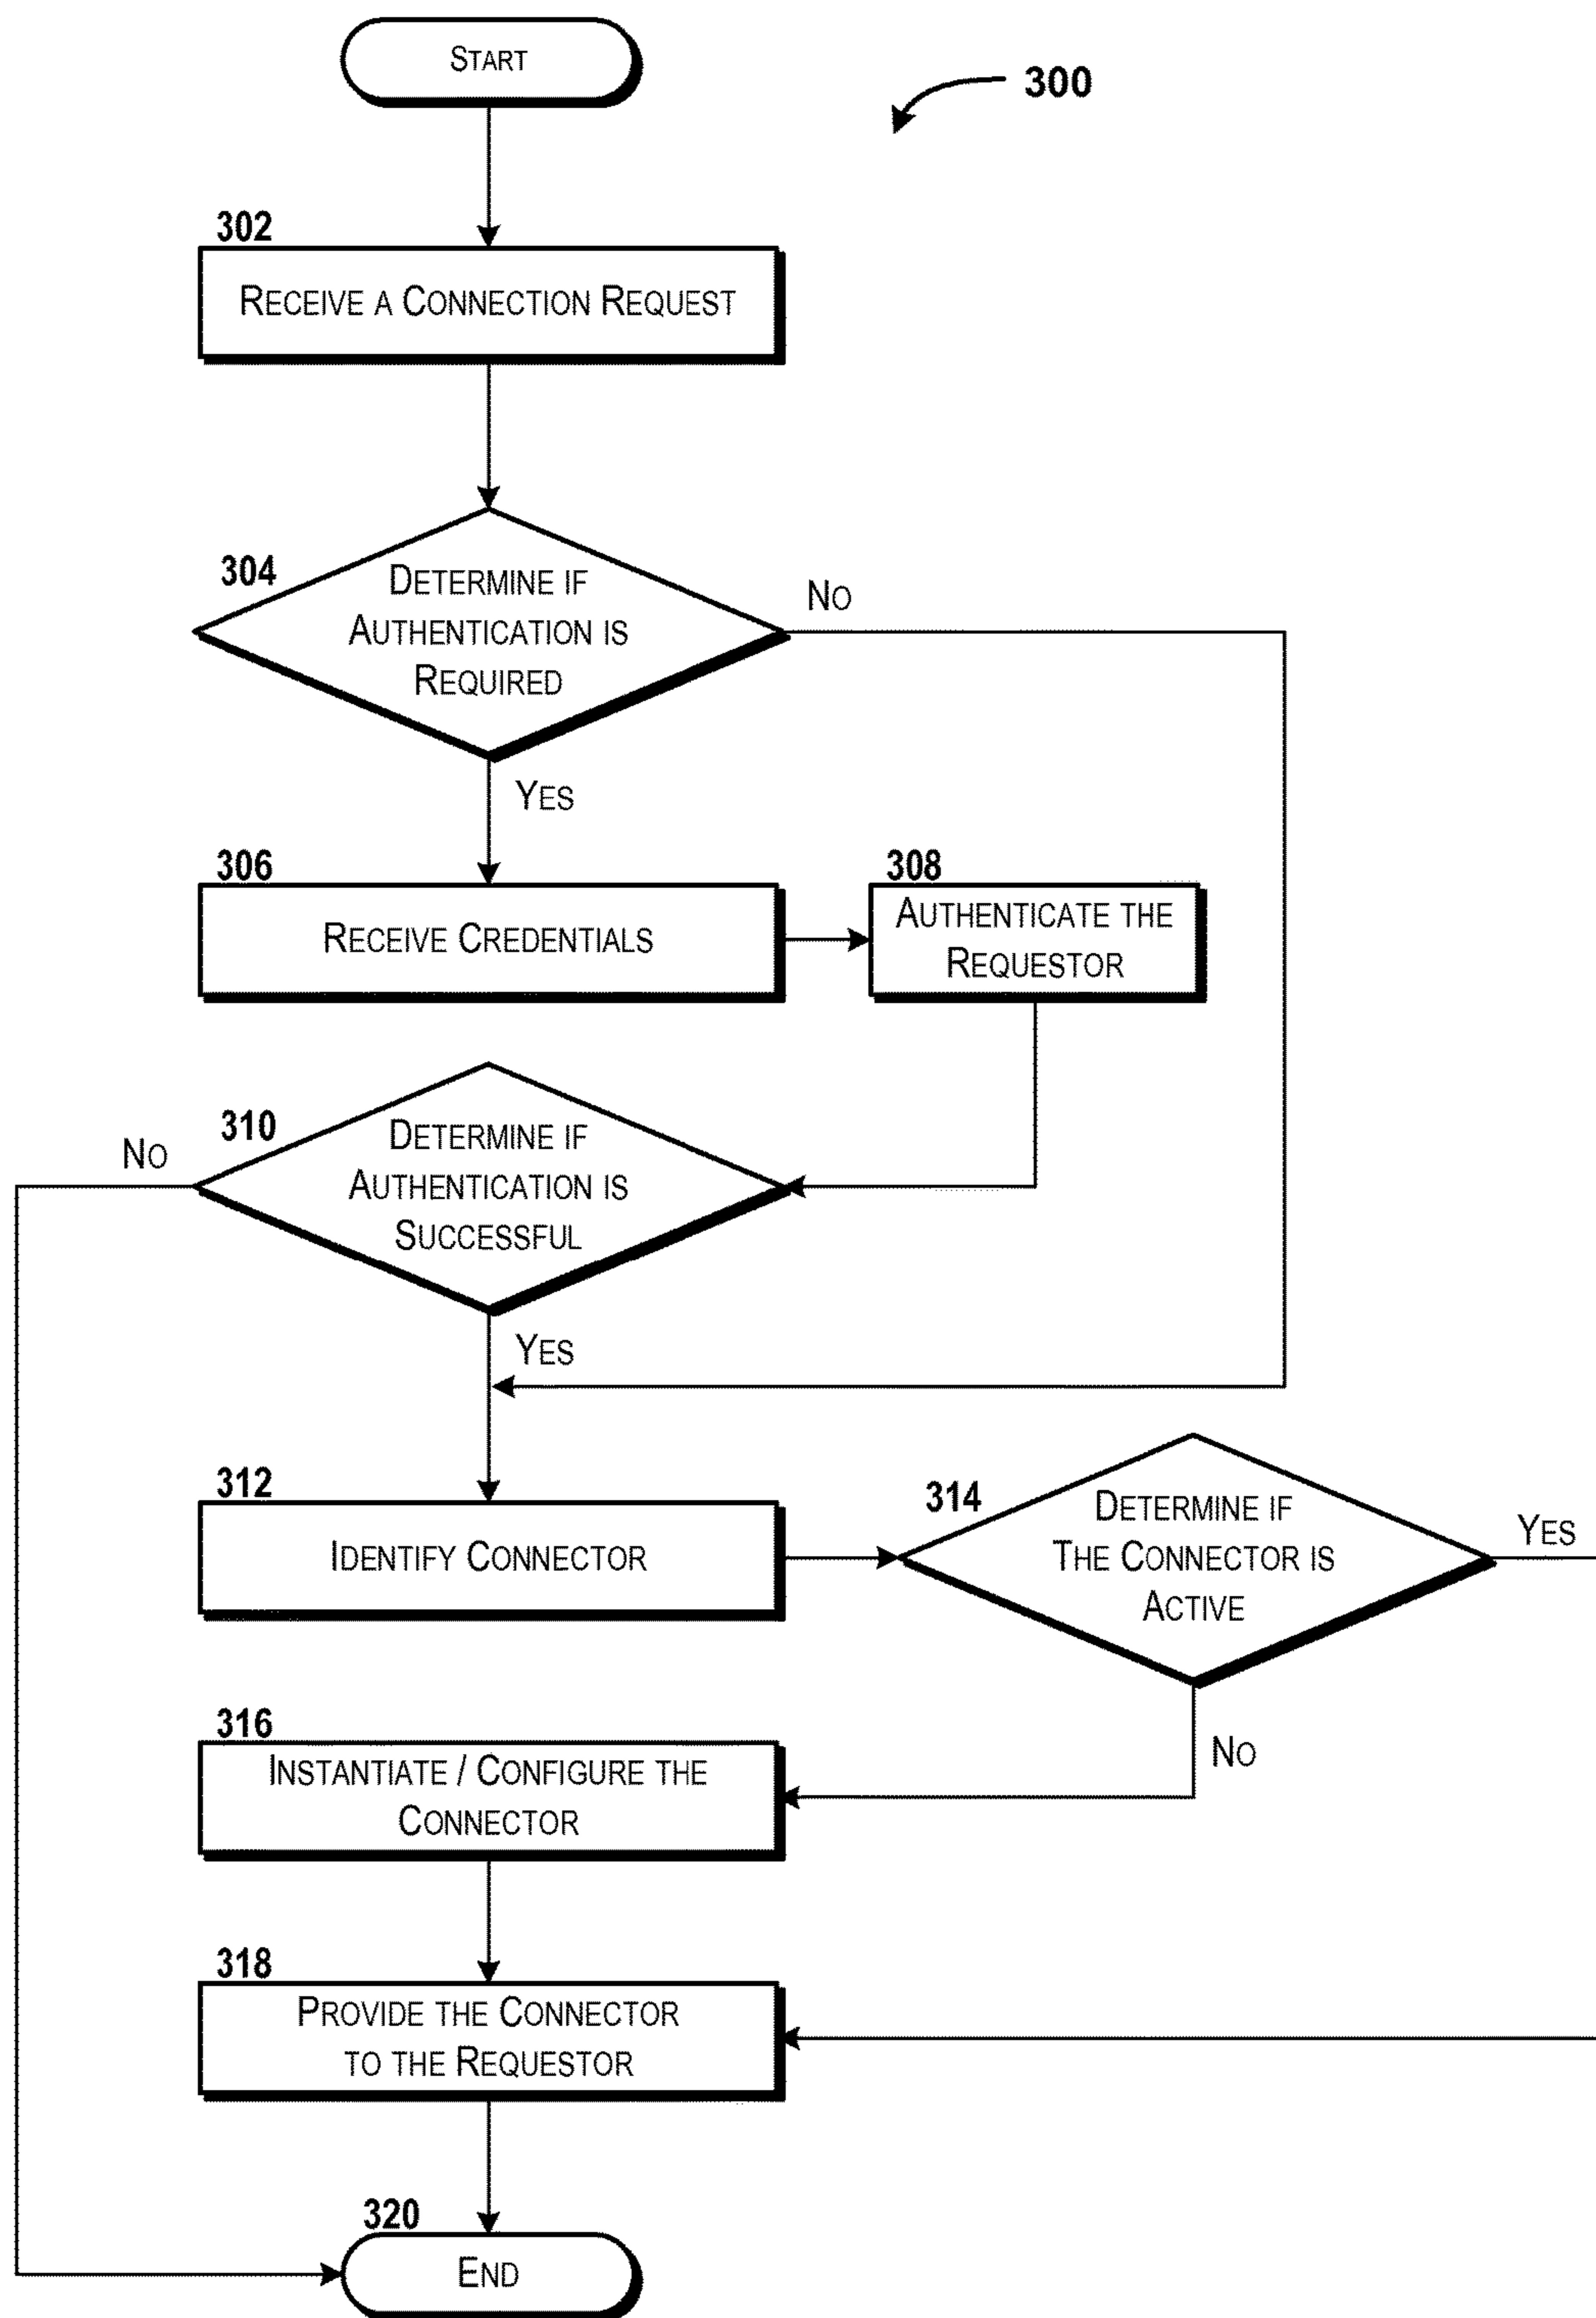 START
300
302
RECEIVE A CONNECTION REQUEST
304
DETERMINE IF
AUTHENTICATION IS
REQUIRED
NO
YES
306
RECEIVE CREDENTIALS
308
AUTHENTICATE THE
REQUESTOR
310
DETERMINE IF
AUTHENTICATION IS
SUCCESSFUL
NO
YES
312
IDENTIFY CONNECTOR
314
DETERMINE IF
THE CONNECTOR IS
ACTIVE
YES
NO
316
INSTANTIATE / CONFIGURE THE
CONNECTOR
318
PROVIDE THE CONNECTOR
TO THE REQUESTOR
320
END